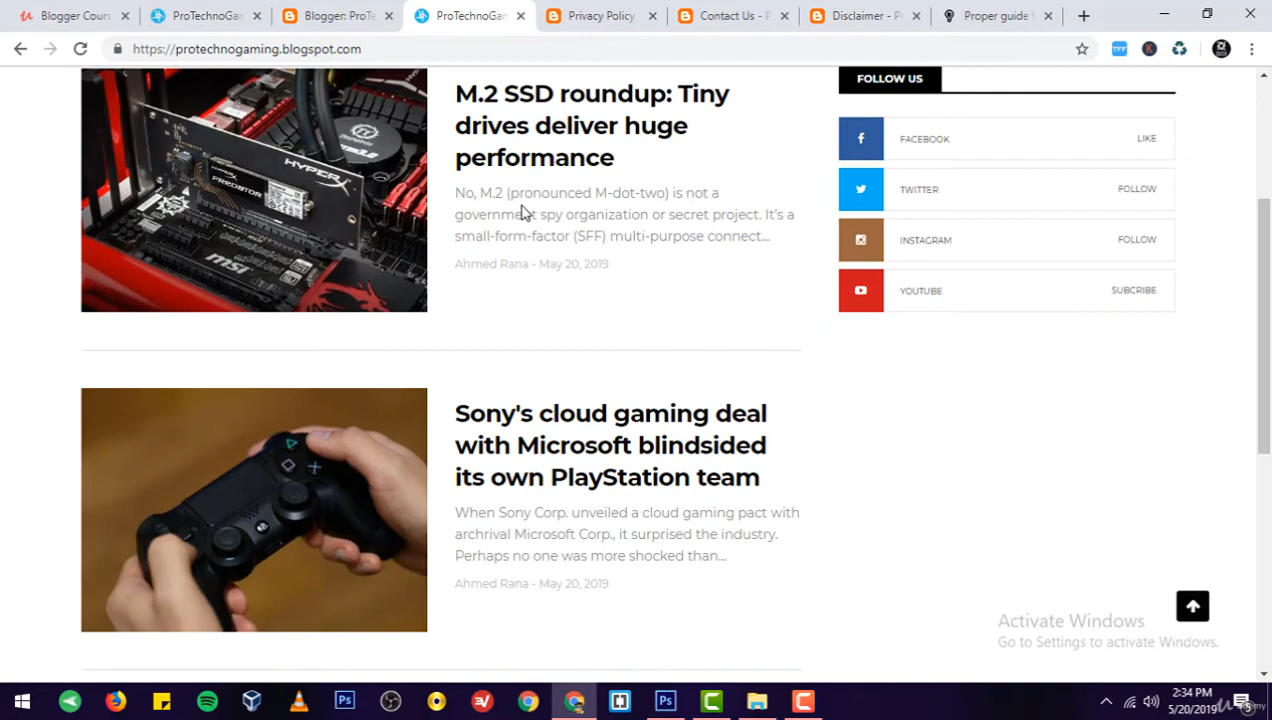 Blogger Cours
ProTechnoGam
Blogger: ProTe
ProTechnoGam
Privacy Policy
Contact Us - P
Disclaimer - Pr
Proper guide t
https://protechnogaming.blogspot.com
M.2 SSD roundup: Tiny
drives deliver huge
performance
No, M.2 (pronounced M-dot-two) is not a
government spy organization or secret project. It's a
small-form-factor (SFF) multi-purpose connect...
Ahmed Rana - May 20, 2019
HYPERX
PREDATOR
HYPERX
msi
FOLLOW US
FACEBOOK LIKE
TWITTER FOLLOW
INSTAGRAM FOLLOW
YOUTUBE SUBCRIBE
Sony's cloud gaming deal
with Microsoft blindsided
its own PlayStation team
When Sony Corp. unveiled a cloud gaming pact with
archrival Microsoft Corp., it surprised the industry.
Perhaps no one was more shocked than...
Ahmed Rana - May 20, 2019
Activate Windows
Go to Settings to activate Windows.
2:34 PM
5/20/2019